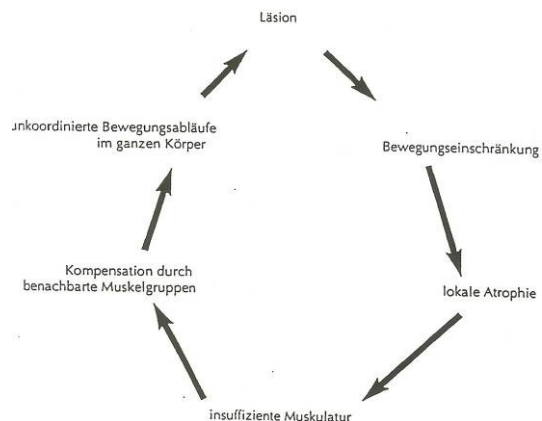 Läsion
Bewegungseinschränkung
lokale Atrophie
insuffiziente Muskulatur
Kompensation durch
benachbarte Muskelgruppen
unkoordinierte Bewegungsabläufe
im ganzen Körper